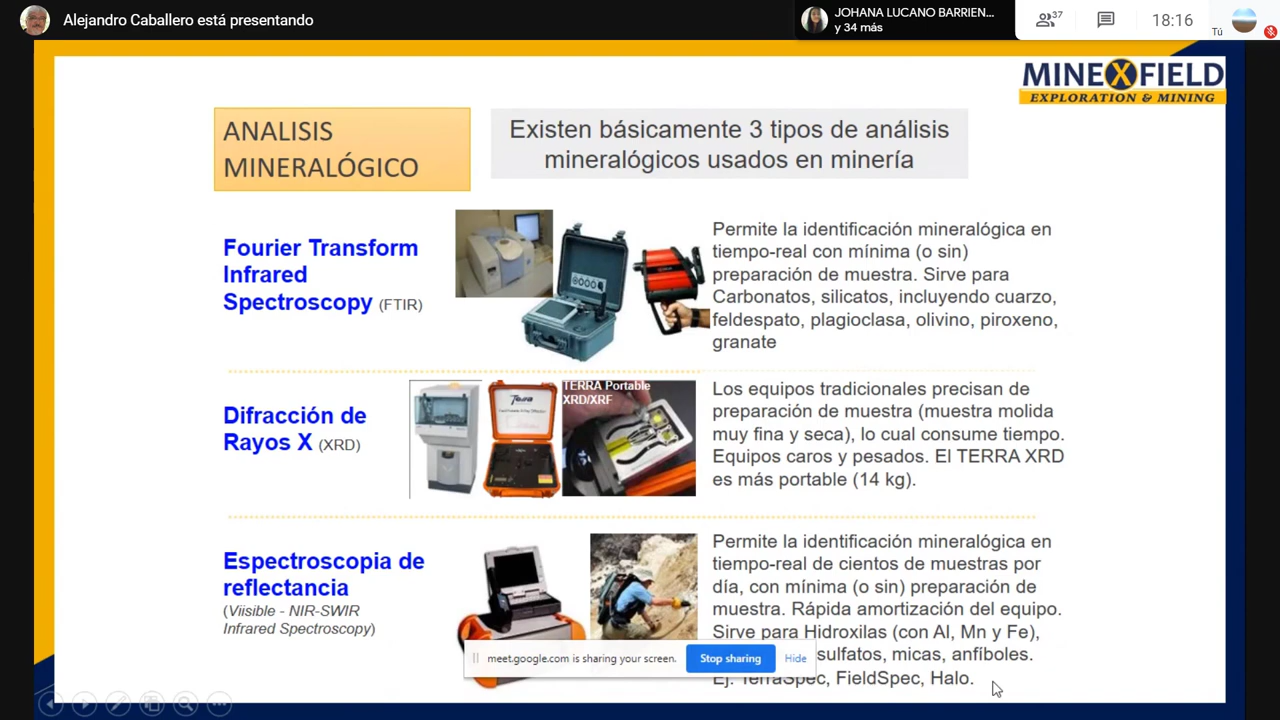 Alejandro Caballero está presentando
JOHANA LUCANO BARRIEN...
y 34 más
37
18:16
Tú
MINEXFIELD
EXPLORATION & MINING
ANALISIS
MINERALÓGICO
Existen básicamente 3 tipos de análisis
mineralógicos usados en minería
Fourier Transform
Infrared
Spectroscopy (FTIR)
Permite la identificación mineralógica en
tiempo-real con mínima (o sin)
preparación de muestra. Sirve para
Carbonatos, silicatos, incluyendo cuarzo,
feldespato, plagioclasa, olivino, piroxeno,
granate
Difracción de
Rayos X (XRD)
Terra
TERRA Portable
XRD/XRF
Los equipos tradicionales precisan de
preparación de muestra (muestra molida
muy fina y seca), lo cual consume tiempo.
Equipos caros y pesados. El TERRA XRD
es más portable (14 kg).
Espectroscopia de
reflectancia
(Viisible - NIR-SWIR
Infrared Spectroscopy)
Permite la identificación mineralógica en
tiempo-real de cientos de muestras por
día, con mínima (o sin) preparación de
muestra. Rápida amortización del equipo.
Sirve para Hidroxilas (con Al, Mn y Fe),
sulfatos, micas, anfíboles.
Ej. TerraSpec, FieldSpec, Halo.
meet.google.com is sharing your screen.
Stop sharing
Hide